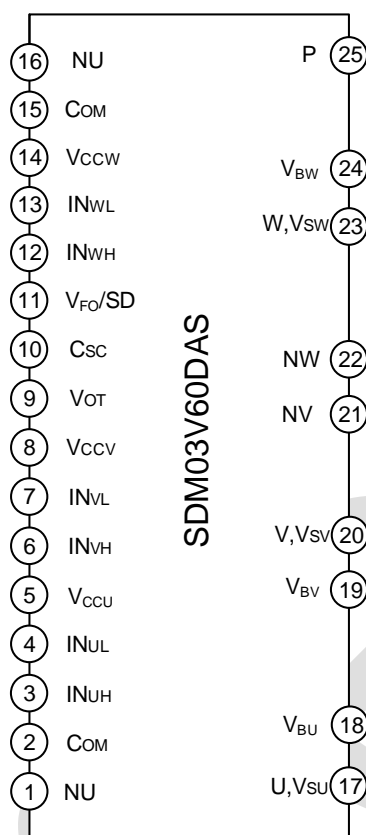 16 NU P 25
15 COM
14 VCCW VBW 24
13 INWL W,VSW 23
12 INWH
11 VFO/SD
10 CSC NW 22
9 VOT NV 21
8 VCCV
7 INVL
6 INVH V,VSV 20
5 VCCU VBV 19
4 INUL
3 INUH
2 COM VBU 18
1 NU U,VSU 17
SDM03V60DAS